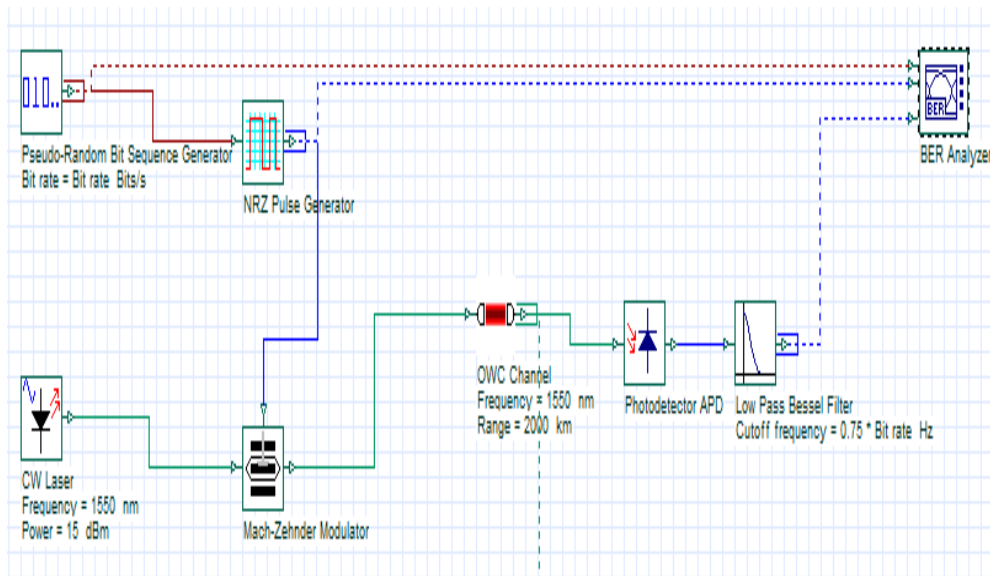 010..
BER
BER Analyzer
Pseudo-Random Bit Sequence Generator
Bit rate = Bit rate Bits/s
NRZ Pulse Generator
OWC Channel
Frequency = 1550 nm
Range = 2000 km
Photodetector APD
Low Pass Bessel Filter
Cutoff frequency = 0.75 * Bit rate Hz
CW Laser
Frequency = 1550 nm
Power = 15 dBm
Mach-Zehnder Modulator